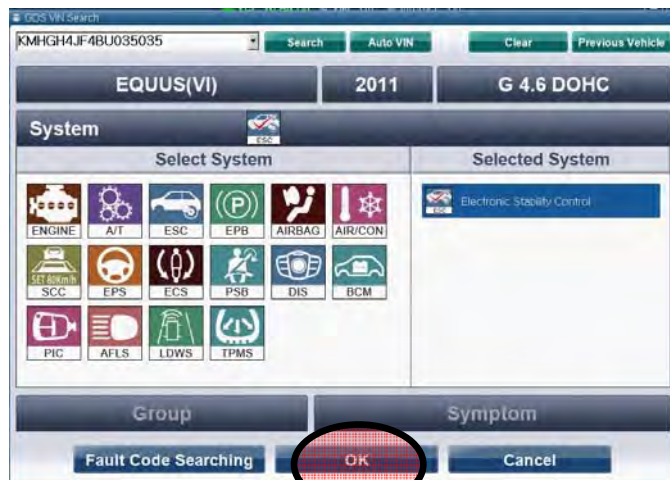 GDS VIN Search
KMHGH4JF4BU035035 Search Auto VIN Clear Previous Vehicle
EQUUS(VI) 2011 G 4.6 DOHC
System ESC
Select System Selected System
Electronic Stability Control
ESC
(P)
ENGINE A/T ESC EPB AIRBAG AIR/CON
SET 80Km/h
SCC EPS ECS PSB DIS BCM
PIC AFLS LDWS TPMS
Group Symptom
Fault Code Searching OK Cancel